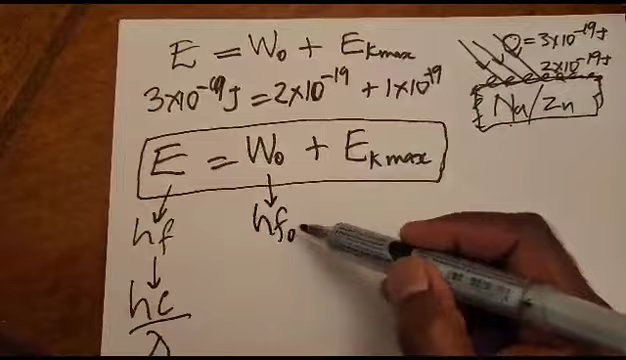 E = W₀ + Eₖₘₐₓ
3×10⁻¹⁹J = 2×10⁻¹⁹ + 1×10⁻¹⁹
Q = 3×10⁻¹⁹J
2×10⁻¹⁹J
Na/Zn
E = W₀ + Eₖₘₐₓ
hf
hf₀
hc
λ